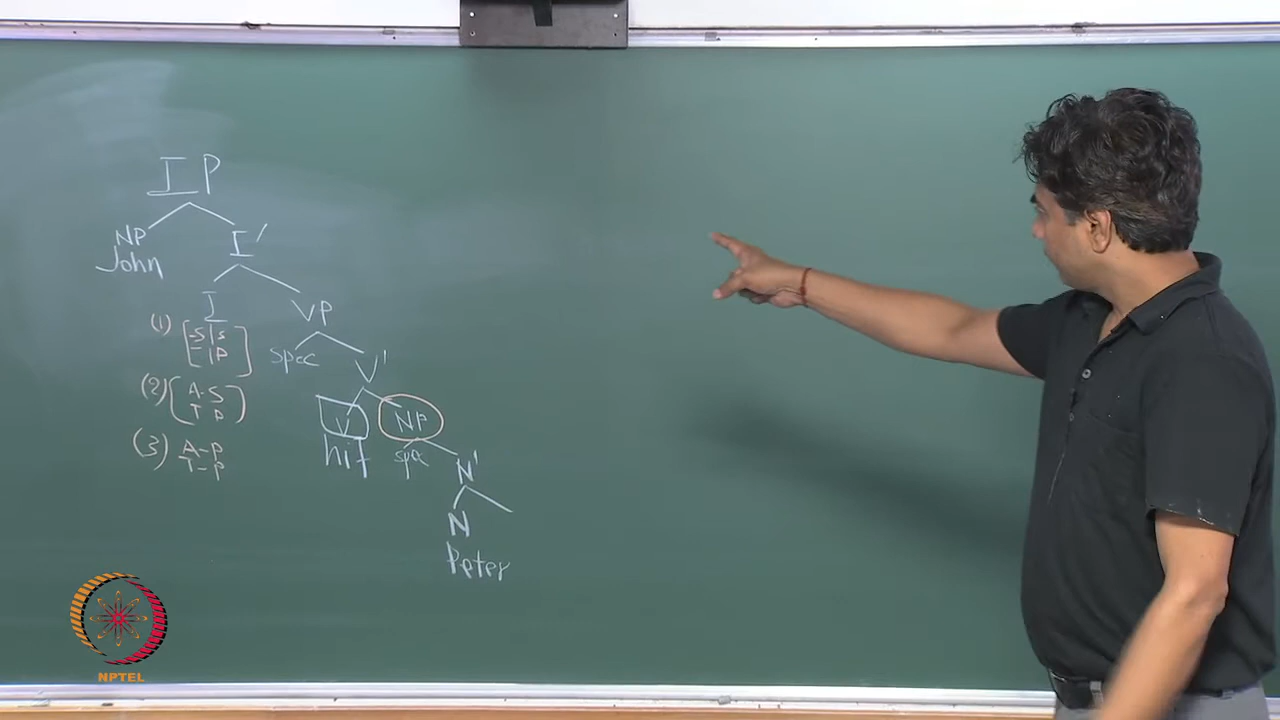 IP
NP I'
John
I VP
(1) S
P
spec V'
(2) A-S
T P
V NP
(3) A-P
T-P
hit spec
N'
N
Peter
NPTEL